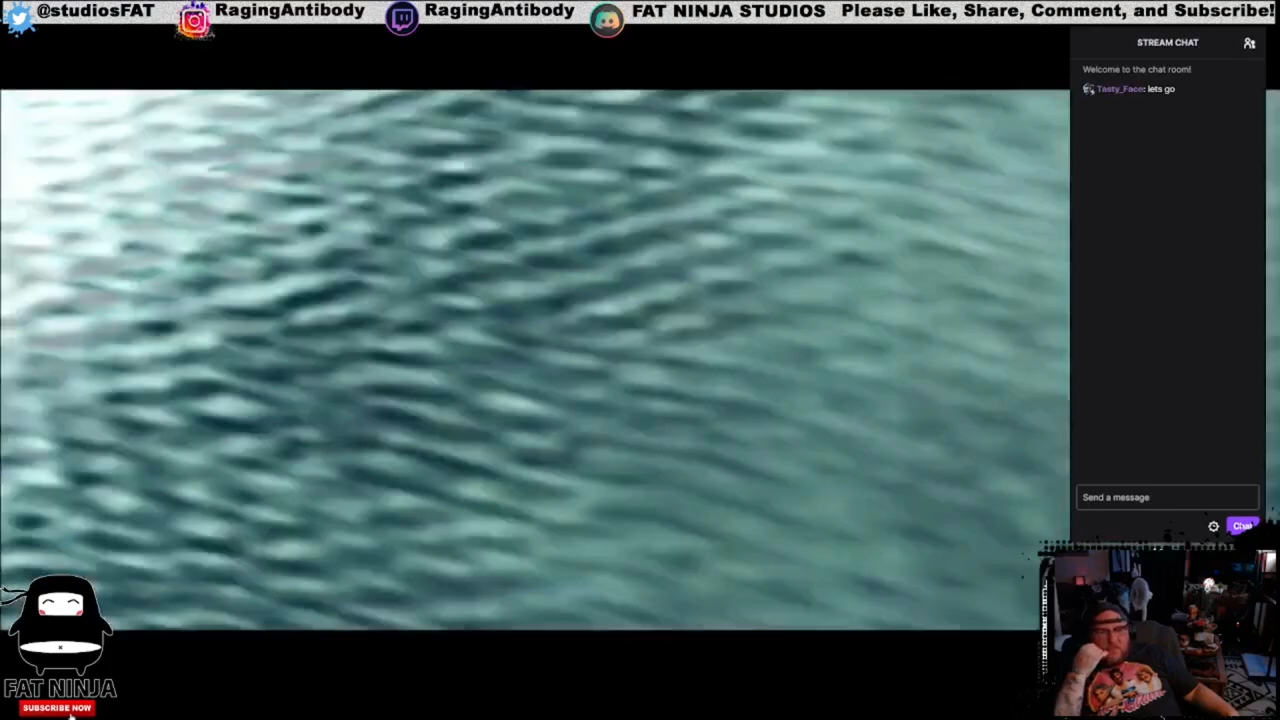 @studiosFAT RagingAntibody RagingAntibody FAT NINJA STUDIOS Please Like, Share, Comment, and Subscribe!
STREAM CHAT
Welcome to the chat room!
Tasty_Face: lets go
Send a message
Chat
FAT NINJA
SUBSCRIBE NOW